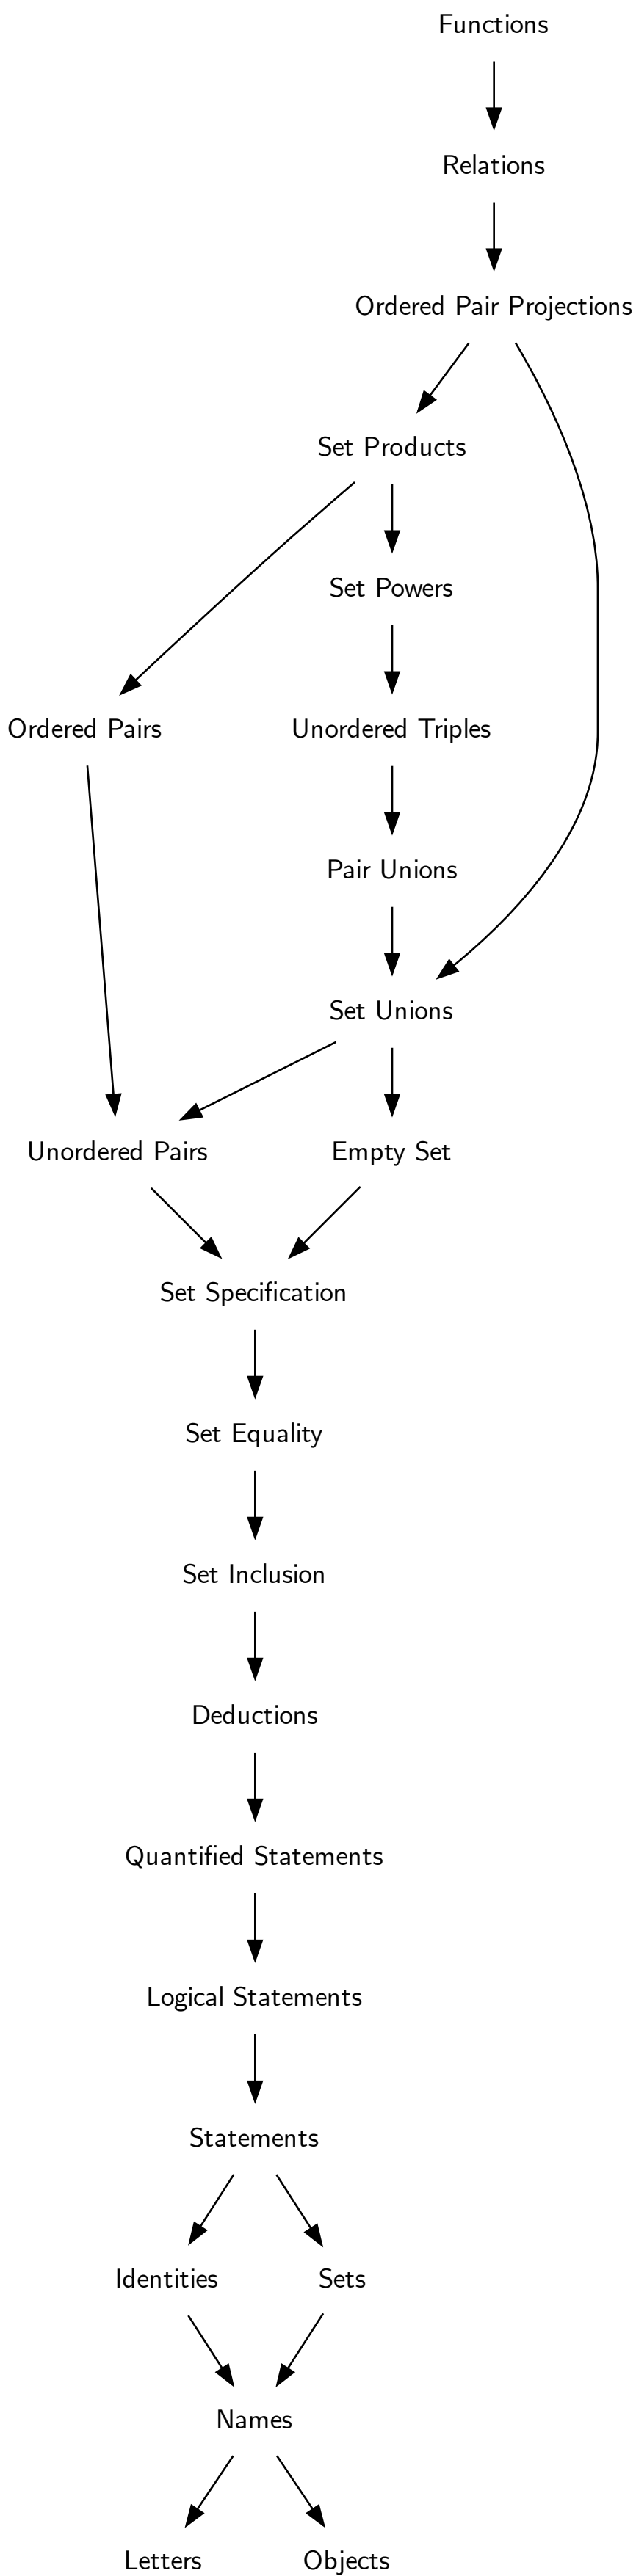 Functions
Relations
Ordered Pair Projections
Set Products
Set Powers
Ordered Pairs
Unordered Triples
Pair Unions
Set Unions
Unordered Pairs
Empty Set
Set Specification
Set Equality
Set Inclusion
Deductions
Quantified Statements
Logical Statements
Statements
Identities
Sets
Names
Letters
Objects